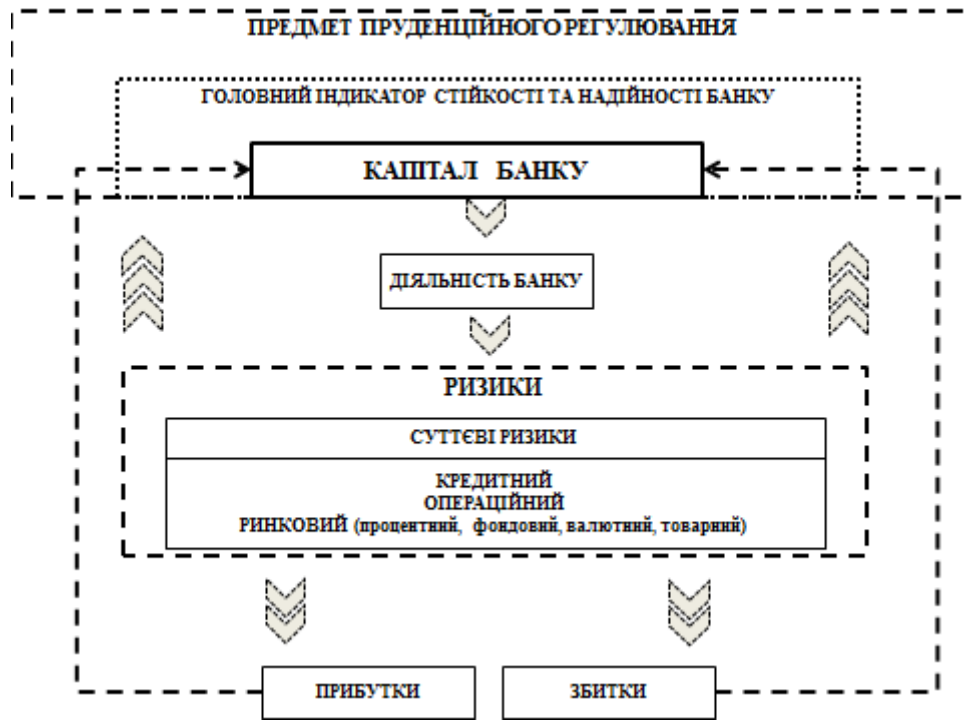 ПРЕДМЕТ ПРУДЕНЦІЙНОГО РЕГУЛЮВАННЯ
ГОЛОВНИЙ ІНДИКАТОР СТІЙКОСТІ ТА НАДІЙНОСТІ БАНКУ
КАПІТАЛ БАНКУ
ДІЯЛЬНІСТЬ БАНКУ
РИЗИКИ
СУТТЄВІ РИЗИКИ
КРЕДИТНИЙ
ОПЕРАЦІЙНИЙ
РИНКОВИЙ (процентний, фондовий, валютний, товарний)
ПРИБУТКИ
ЗБИТКИ